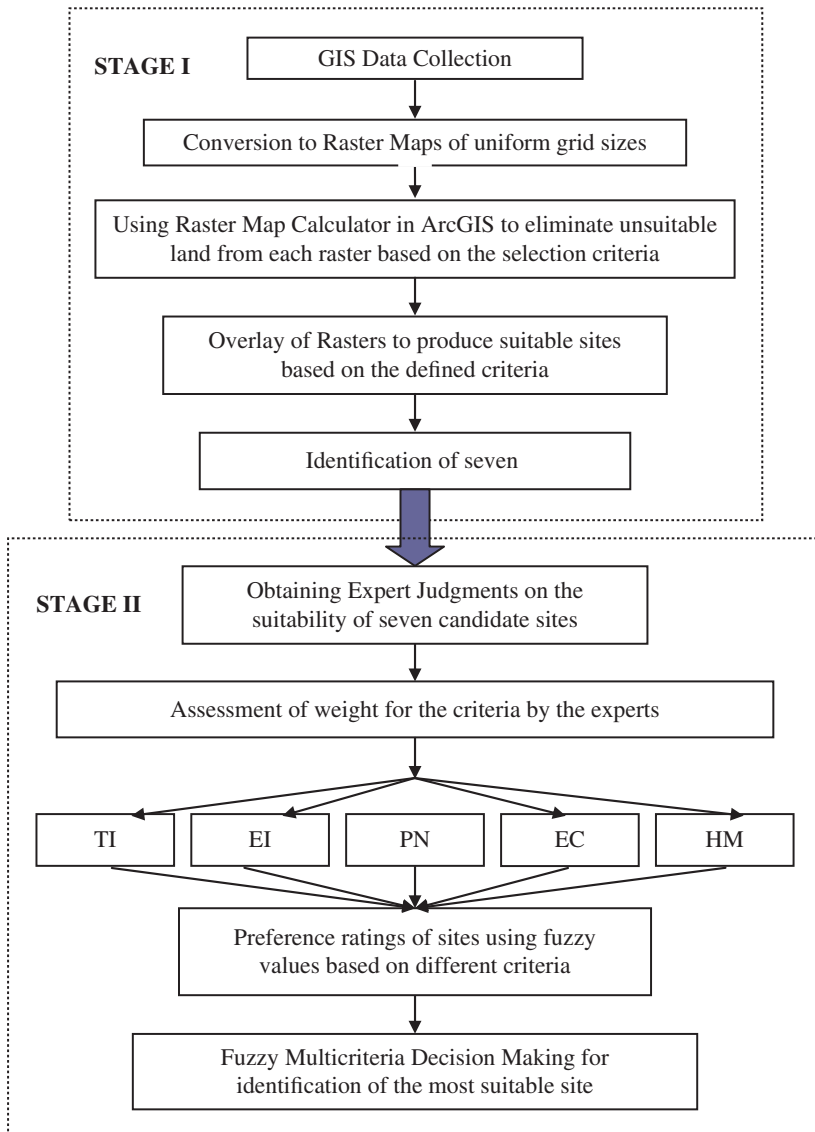 STAGE I
GIS Data Collection
Conversion to Raster Maps of uniform grid sizes
Using Raster Map Calculator in ArcGIS to eliminate unsuitable
land from each raster based on the selection criteria
Overlay of Rasters to produce suitable sites
based on the defined criteria
Identification of seven
STAGE II
Obtaining Expert Judgments on the
suitability of seven candidate sites
Assessment of weight for the criteria by the experts
TI
EI
PN
EC
HM
Preference ratings of sites using fuzzy
values based on different criteria
Fuzzy Multicriteria Decision Making for
identification of the most suitable site